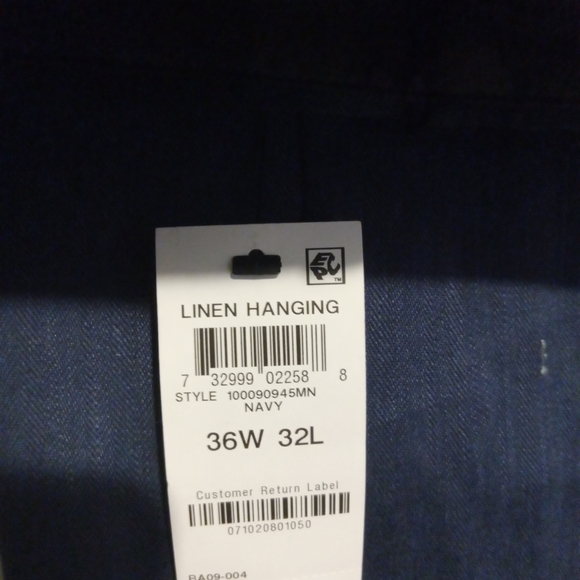 LINEN HANGING
7 32999 02258 8
STYLE 100090945MN
NAVY
36W 32L
Customer Return Label
071020801050
BA09-004